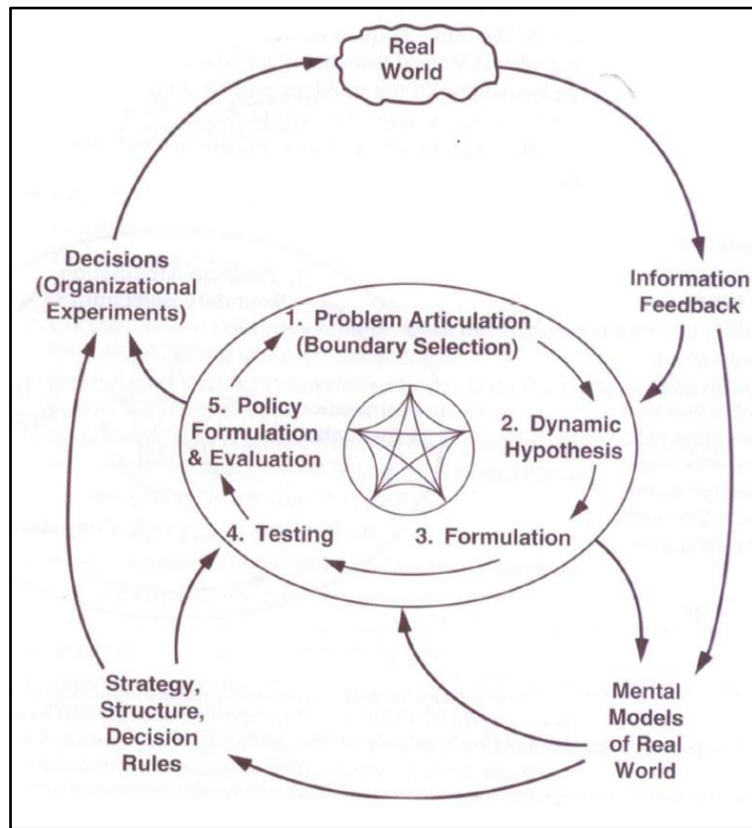 Real
World
Decisions
(Organizational
Experiments)
Information
Feedback
1. Problem Articulation
(Boundary Selection)
5. Policy
Formulation
& Evaluation
2. Dynamic
Hypothesis
4. Testing
3. Formulation
Strategy,
Structure,
Decision
Rules
Mental
Models
of Real
World